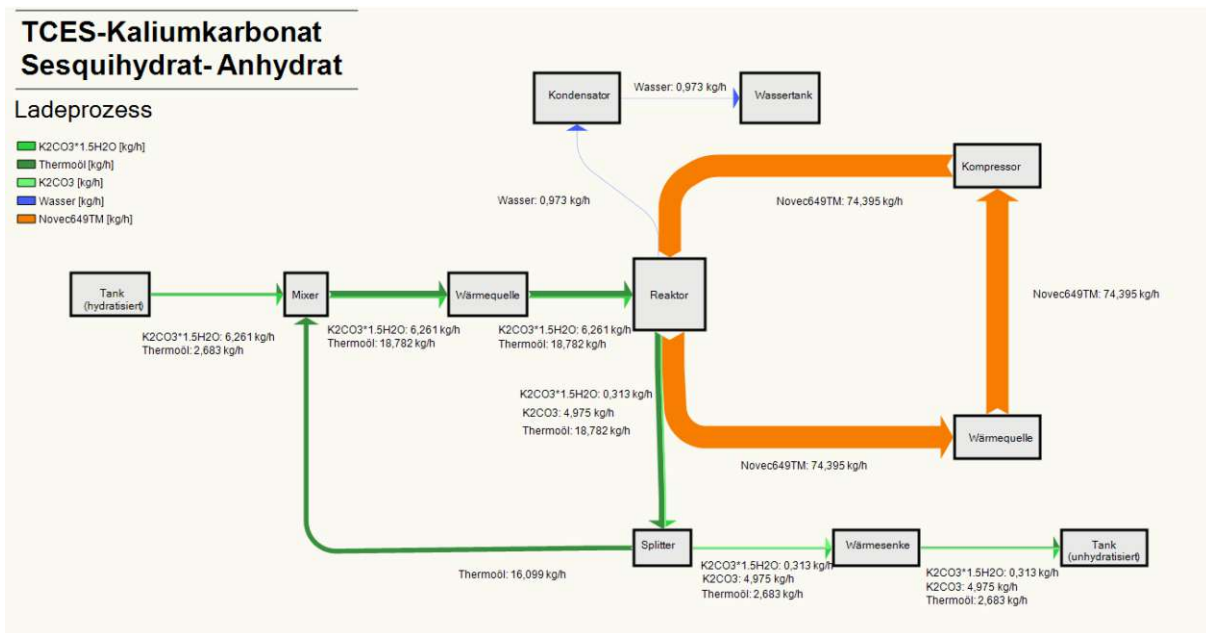 TCES-Kaliumkarbonat
Sesquihydrat- Anhydrat
Ladeprozess
K2CO3*1.5H2O [kg/h]
Thermoöl [kg/h]
K2CO3 [kg/h]
Wasser [kg/h]
Novec649TM [kg/h]
Kondensator
Wasser: 0,973 kg/h
Wassertank
Wasser: 0,973 kg/h
Kompressor
Novec649TM: 74,395 kg/h
Novec649TM: 74,395 kg/h
Tank
(hydratisiert)
Mixer
Wärmequelle
Reaktor
K2CO3*1.5H2O: 6,261 kg/h
Thermoöl: 2,683 kg/h
K2CO3*1.5H2O: 6,261 kg/h
Thermoöl: 18,782 kg/h
K2CO3*1.5H2O: 6,261 kg/h
Thermoöl: 18,782 kg/h
K2CO3*1.5H2O: 0,313 kg/h
K2CO3: 4,975 kg/h
Thermoöl: 18,782 kg/h
Wärmequelle
Novec649TM: 74,395 kg/h
Splitter
Wärmesenke
Tank
(unhydratisiert)
Thermoöl: 16,099 kg/h
K2CO3*1.5H2O: 0,313 kg/h
K2CO3: 4,975 kg/h
Thermoöl: 2,683 kg/h
K2CO3*1.5H2O: 0,313 kg/h
K2CO3: 4,975 kg/h
Thermoöl: 2,683 kg/h